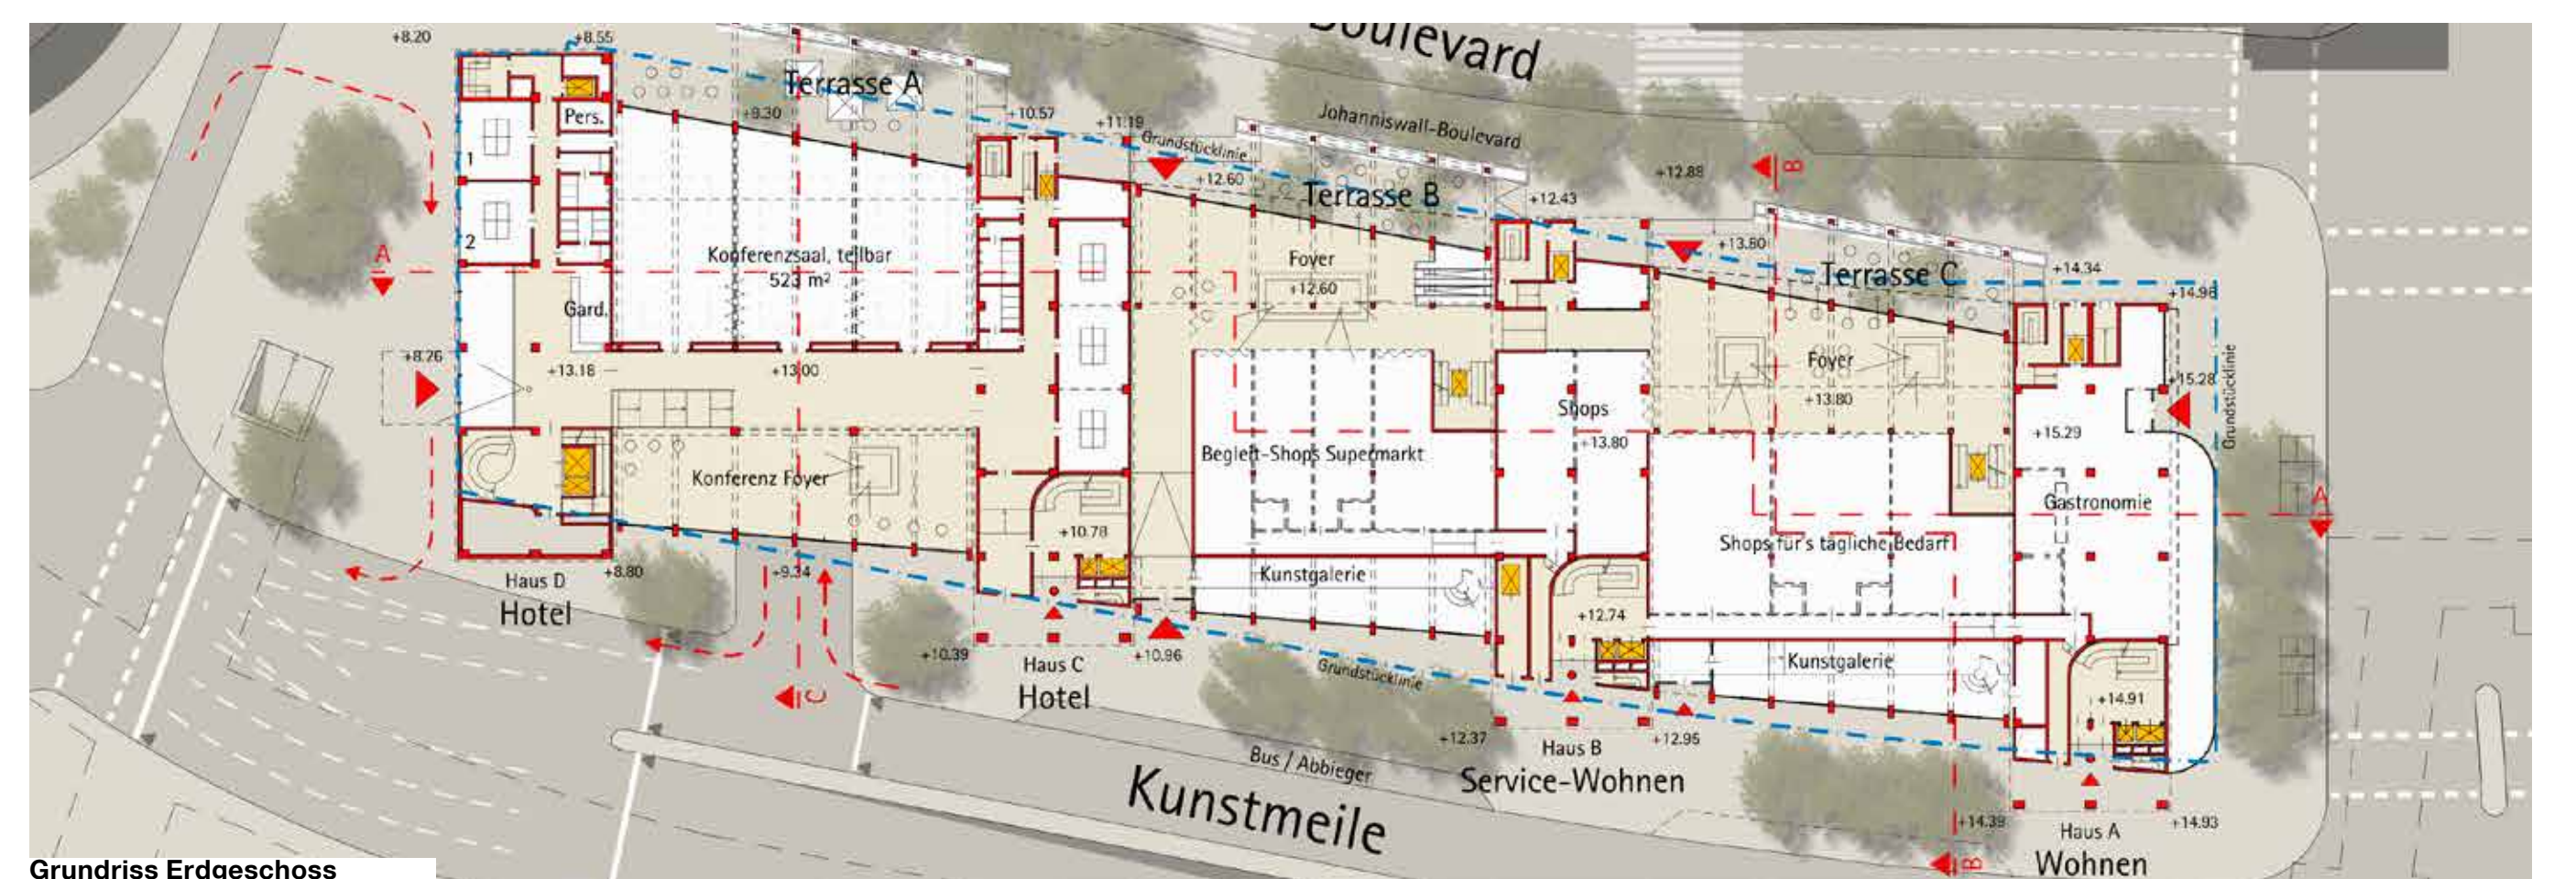 Boulevard
+8.20
+8.55
Terrasse A
+9.30
+10.57
+11.19
Johanniswall-Boulevard
Grundstücklinie
Pers.
1
2
+12.60
Terrasse B
+12.43
+12.88
B
+13.80
Terrasse C
+14.34
+14.98
A
Konferenzsaal, teilbar
523 m²
Foyer
+12.60
Gard.
+8.26
+13.18
+13.00
Shops
+13.80
Foyer
+13.80
+15.28
Grundstücklinie
+15.29
Begleit-Shops Supermarkt
Konferenz Foyer
Gastronomie
A
+10.78
Shops für's tägliche Bedarf
Haus D
Hotel
+8.80
+9.34
Kunstgalerie
+12.74
+10.39
Haus C
Hotel
+10.96
Grundstücklinie
Kunstgalerie
+14.91
C
+12.37
Haus B
Service-Wohnen
+12.95
Bus / Abbieger
Kunstmeile
+14.39
Haus A
Wohnen
+14.93
B
Grundriss Erdgeschoss